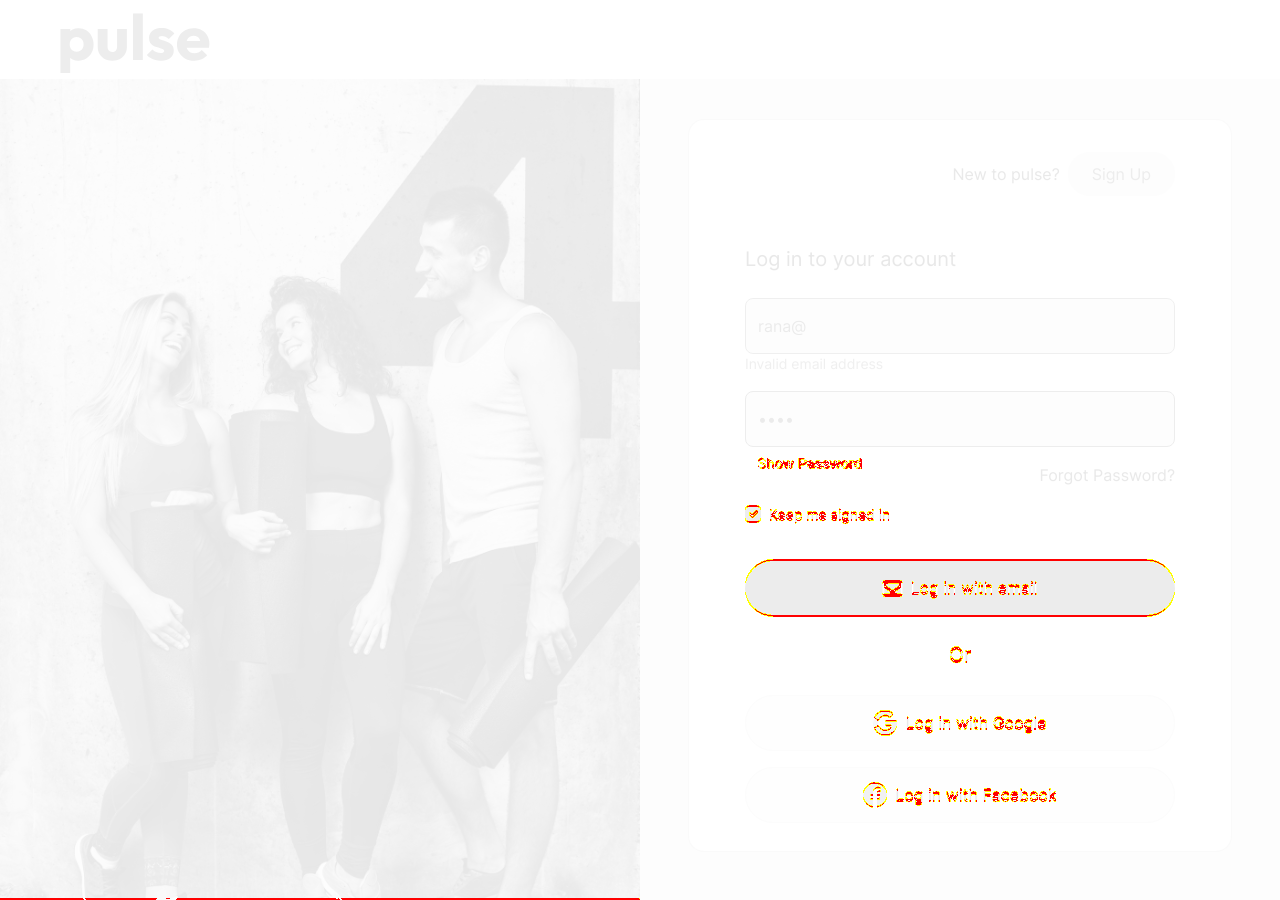 pulse
New to pulse? Sign Up
Log in to your account
rana@
Invalid email address
Show Password
Forgot Password?
Keep me signed in
Log in with email
Or
Log in with Google
Log in with Facebook
4